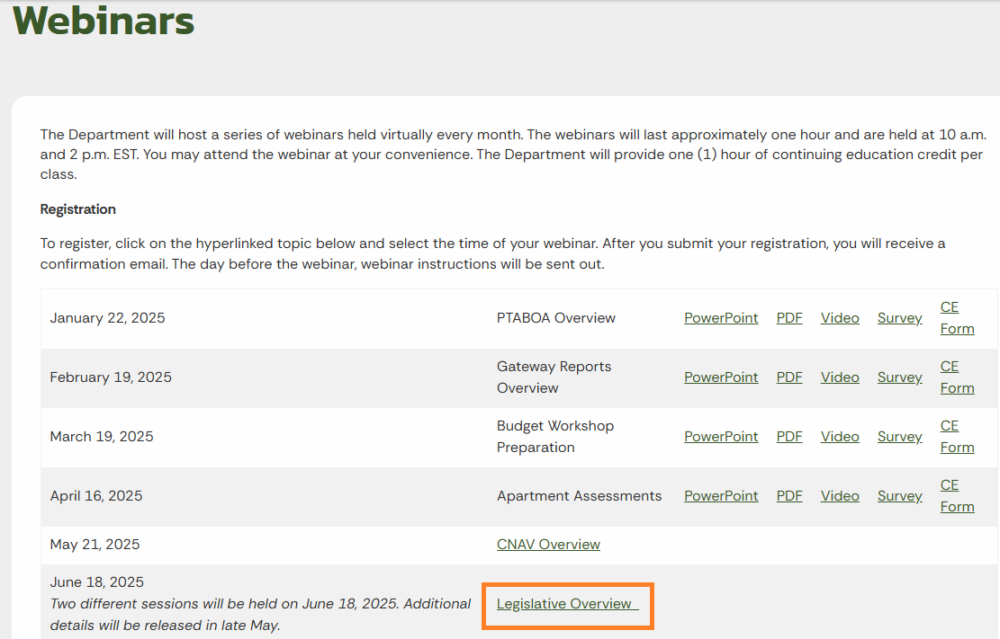 Webinars
The Department will host a series of webinars held virtually every month. The webinars will last approximately one hour and are held at 10 a.m.
and 2 p.m. EST. You may attend the webinar at your convenience. The Department will provide one (1) hour of continuing education credit per
class.
Registration
To register, click on the hyperlinked topic below and select the time of your webinar. After you submit your registration, you will receive a
confirmation email. The day before the webinar, webinar instructions will be sent out.
January 22, 2025 PTABOA Overview PowerPoint PDF Video Survey CE
Form
February 19, 2025 Gateway Reports
Overview PowerPoint PDF Video Survey CE
Form
March 19, 2025 Budget Workshop
Preparation PowerPoint PDF Video Survey CE
Form
April 16, 2025 Apartment Assessments PowerPoint PDF Video Survey CE
Form
May 21, 2025 CNAV Overview
June 18, 2025
Two different sessions will be held on June 18, 2025. Additional
details will be released in late May.
Legislative Overview